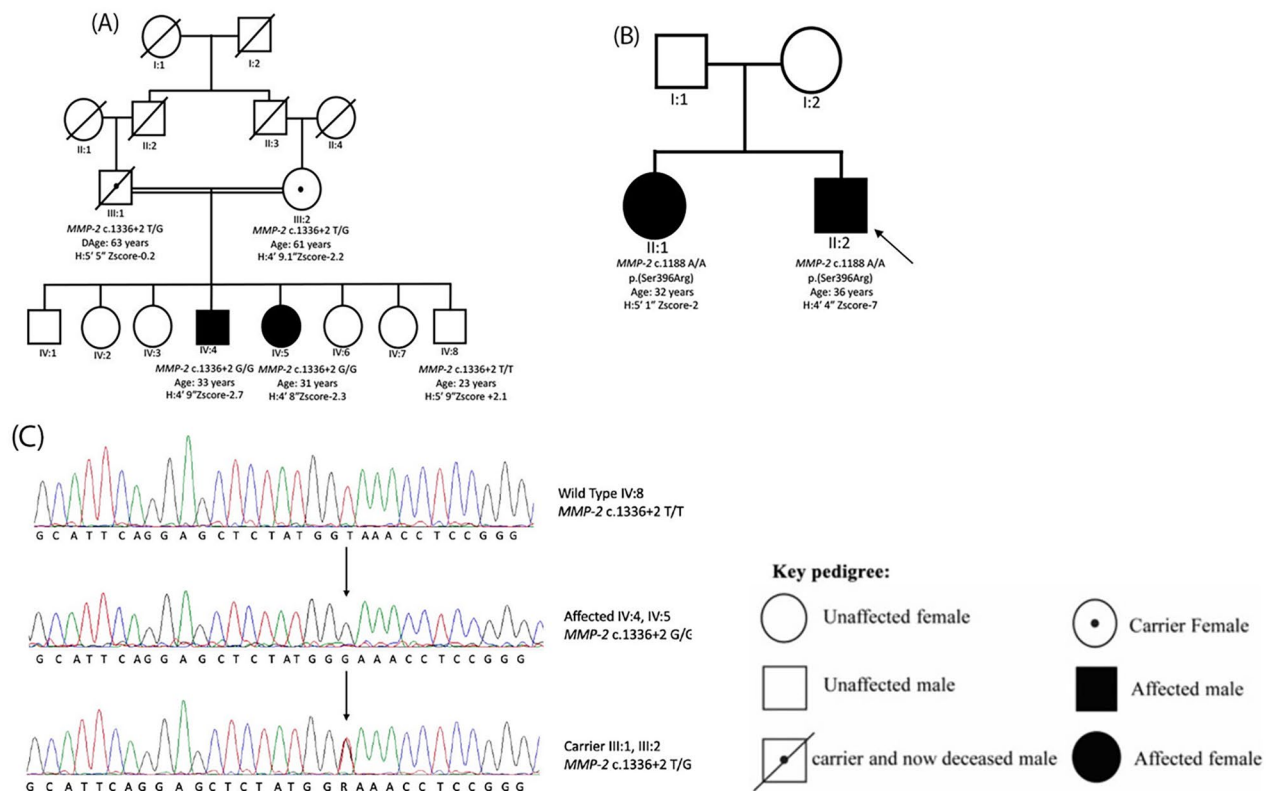 (A)
I:1
I:2
II:1
II:2
II:3
II:4
III:1
MMP-2 c.1336+2 T/G
DAge: 63 years
H:5' 5" Zscore-0.2
III:2
MMP-2 c.1336+2 T/G
Age: 61 years
H:4' 9.1"Zscore-2.2
IV:1
IV:2
IV:3
IV:4
IV:5
IV:6
IV:7
IV:8
MMP-2 c.1336+2 G/G
Age: 33 years
H:4' 9"Zscore-2.7
MMP-2 c.1336+2 G/G
Age: 31 years
H:4' 8"Zscore-2.3
MMP-2 c.1336+2 T/T
Age: 23 years
H:5' 9"Zscore +2.1
(B)
I:1
I:2
II:1
MMP-2 c.1188 A/A
p.(Ser396Arg)
Age: 32 years
H:5' 1" Zscore-2
II:2
MMP-2 c.1188 A/A
p.(Ser396Arg)
Age: 36 years
H:4' 4" Zscore-7
(C)
Wild Type IV:8
MMP-2 c.1336+2 T/T
G C A T T C A G G A G C T C T A T G G T A A A C C T C C G G G
Affected IV:4, IV:5
MMP-2 c.1336+2 G/G
G C A T T C A G G A G C T C T A T G G G A A A C C T C C G G G
Carrier III:1, III:2
MMP-2 c.1336+2 T/G
G C A T T C A G G A G C T C T A T G G R A A A C C T C C G G G
Key pedigree:
Unaffected female
Carrier Female
Unaffected male
Affected male
carrier and now deceased male
Affected female